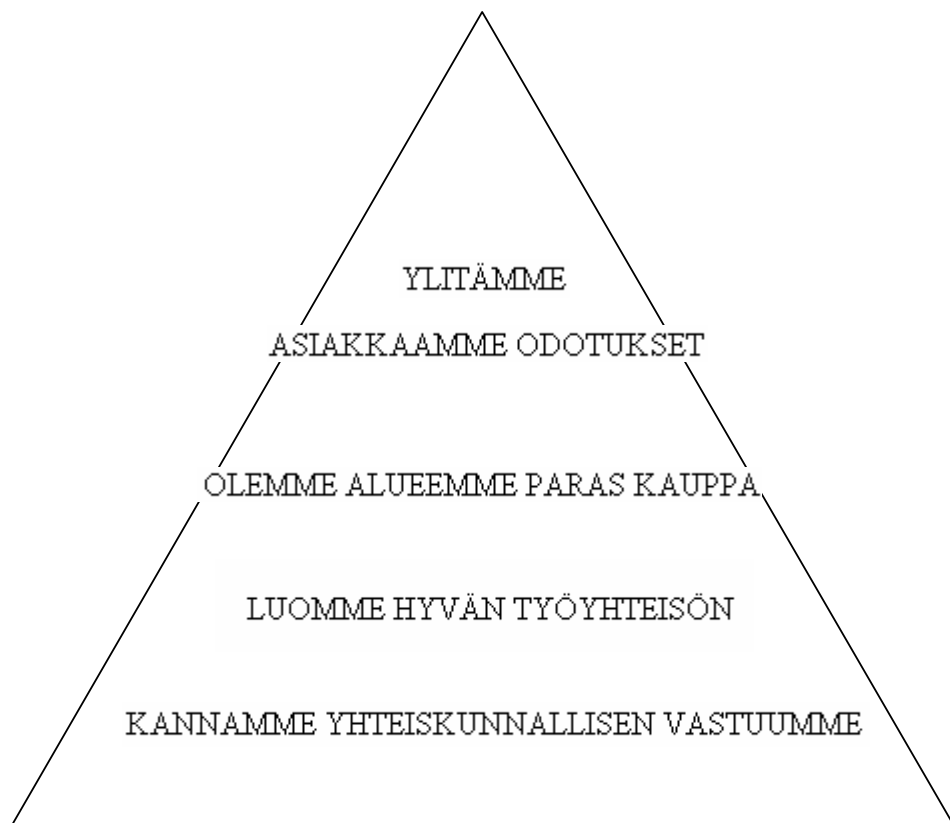 YLITÄMME
ASIAKKAAMME ODOTUKSET
OLEMME ALUEEMME PARAS KAUPPA
LUOMME HYVÄN TYÖYHTEISÖN
KANNAMME YHTEISKUNNALLISEN VASTUUMME